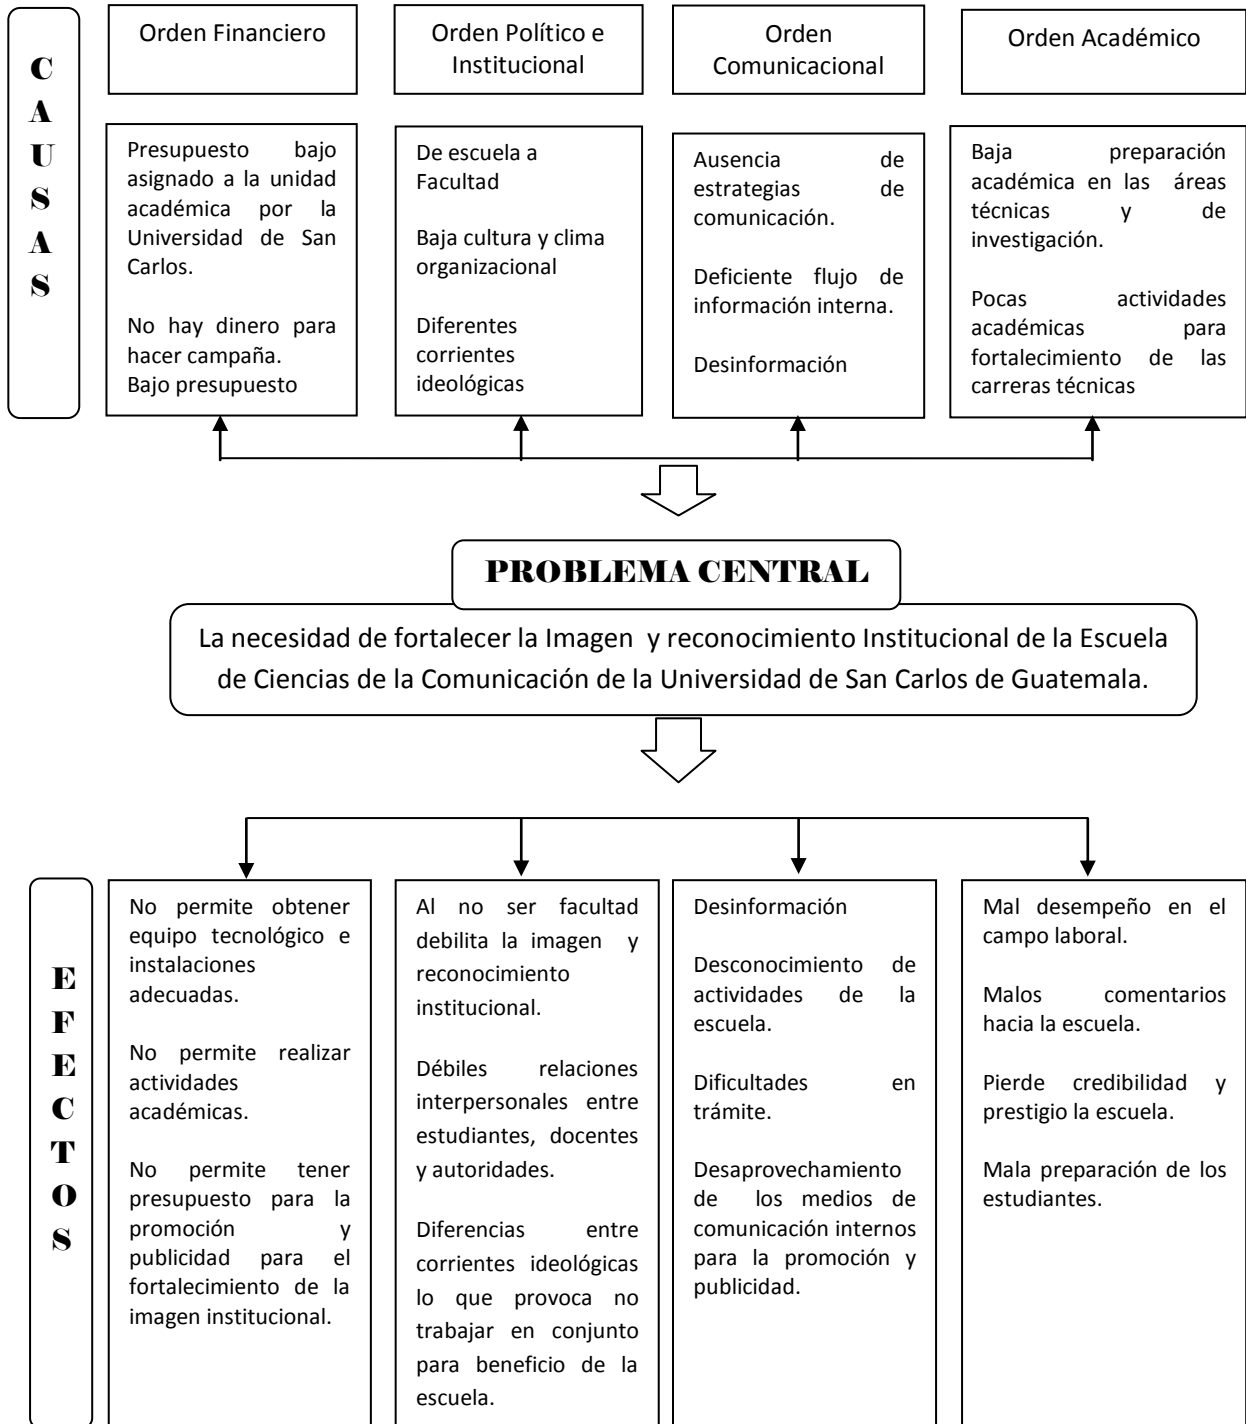 CAUSAS
Orden Financiero
Orden Político e
Institucional
Orden
Comunicacional
Orden Académico
Presupuesto bajo
asignado a la unidad
académica por la
Universidad de San
Carlos.
No hay dinero para
hacer campaña.
Bajo presupuesto
De escuela a
Facultad
Baja cultura y clima
organizacional
Diferentes
corrientes
ideológicas
Ausencia de
estrategias de
comunicación.
Deficiente flujo de
información interna.
Desinformación
Baja preparación
académica en las áreas
técnicas y de
investigación.
Pocas actividades
académicas para
fortalecimiento de las
carreras técnicas
PROBLEMA CENTRAL
La necesidad de fortalecer la Imagen y reconocimiento Institucional de la Escuela
de Ciencias de la Comunicación de la Universidad de San Carlos de Guatemala.
EFECTOS
No permite obtener
equipo tecnológico e
instalaciones
adecuadas.
No permite realizar
actividades
académicas.
No permite tener
presupuesto para la
promoción y
publicidad para el
fortalecimiento de la
imagen institucional.
Al no ser facultad
debilita la imagen y
reconocimiento
institucional.
Débiles relaciones
interpersonales entre
estudiantes, docentes
y autoridades.
Diferencias entre
corrientes ideológicas
lo que provoca no
trabajar en conjunto
para beneficio de la
escuela.
Desinformación
Desconocimiento de
actividades de la
escuela.
Dificultades en
trámite.
Desaprovechamiento
de los medios de
comunicación internos
para la promoción y
publicidad.
Mal desempeño en el
campo laboral.
Malos comentarios
hacia la escuela.
Pierde credibilidad y
prestigio la escuela.
Mala preparación de los
estudiantes.